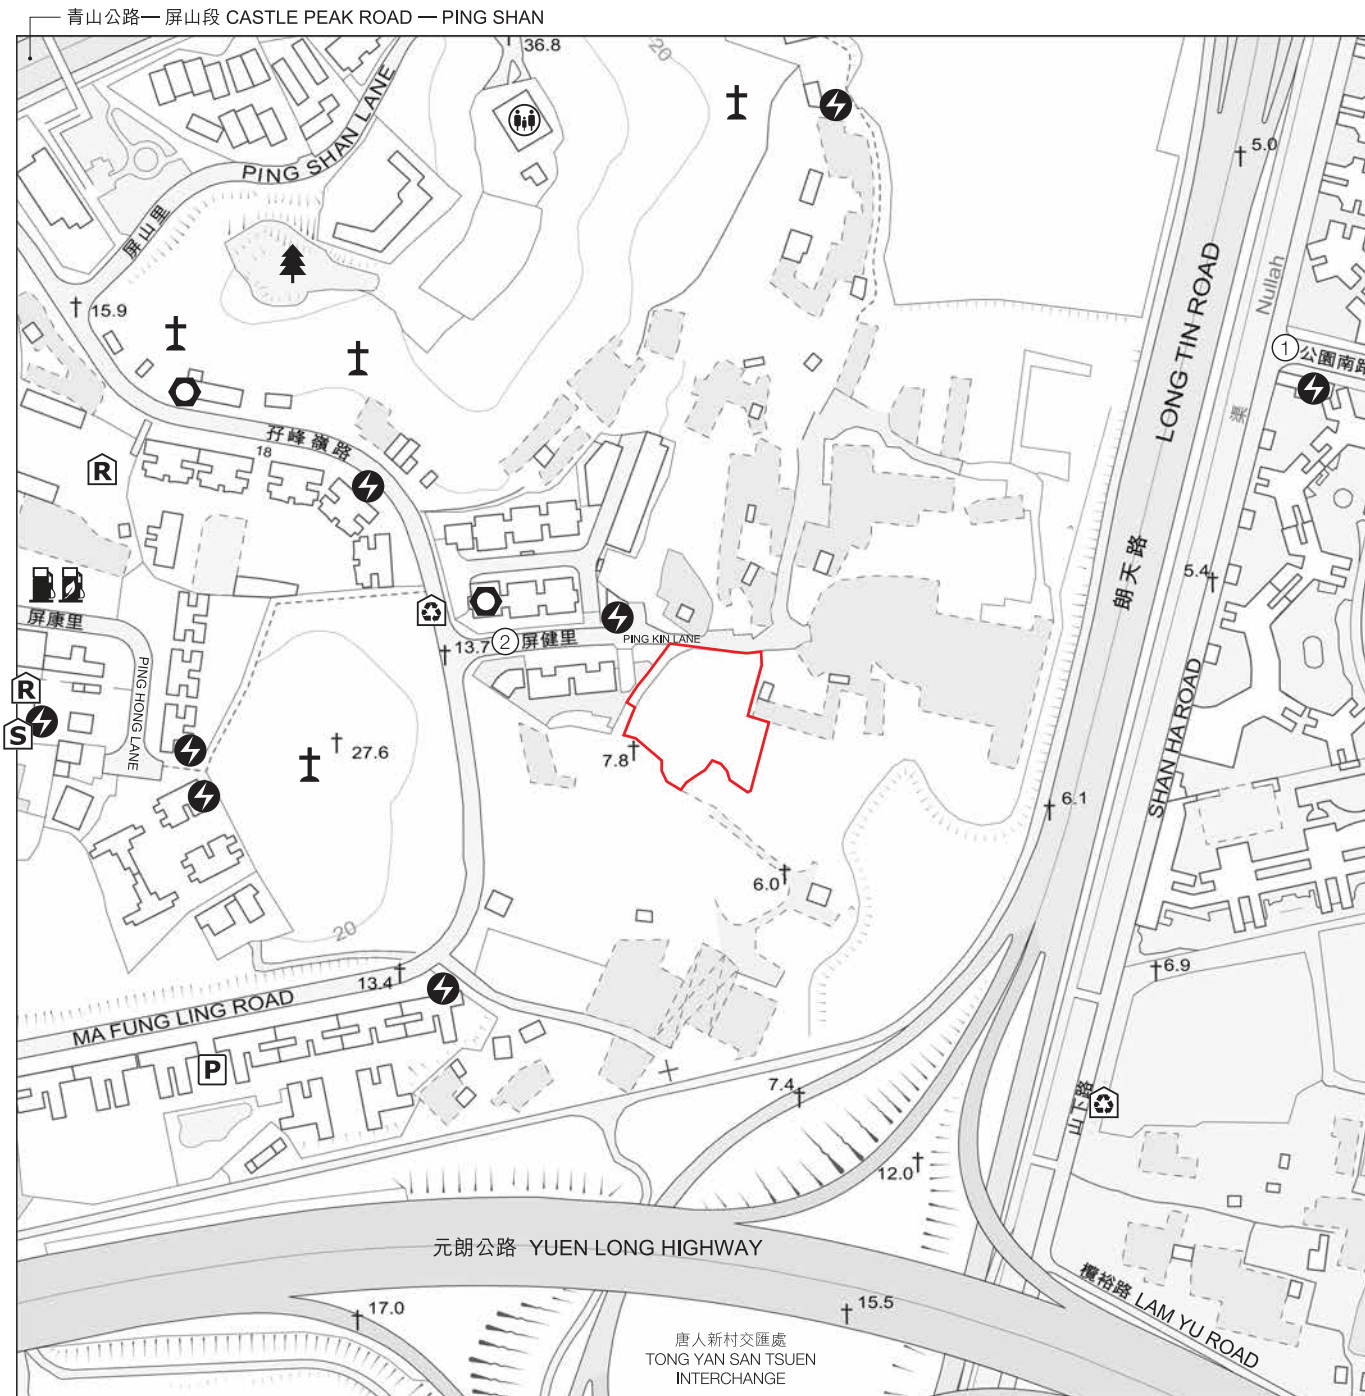 青山公路— 屏山段 CASTLE PEAK ROAD — PING SHAN
36.8
20
PING SHAN LANE
屏山里
5.0
LONG TIN ROAD
Nullah
15.9
1
公園南路
渠
孖峰嶺路
18
R
朗天路
5.4
屏康里
13.7
2
屏健里
PING KIN LANE
PING HONG LANE
R
S
27.6
7.8
SHAN HA ROAD
6.1
6.0
20
13.4
6.9
MA FUNG LING ROAD
P
7.4
山下路
12.0
元朗公路 YUEN LONG HIGHWAY
欖裕路 LAM YU ROAD
17.0
15.5
唐人新村交匯處
TONG YAN SAN TSUEN
INTERCHANGE